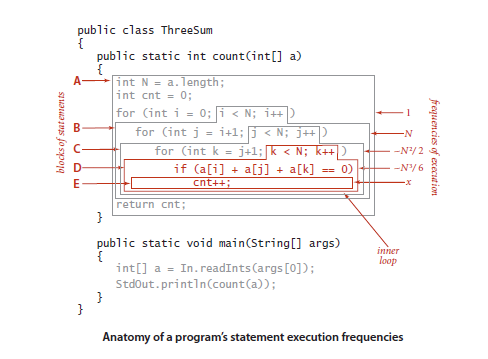 public class ThreeSum
{
public static int count(int[] a)
{
A
int N = a.length;
int cnt = 0;
for (int i = 0; i < N; i++)
1
B
for (int j = i+1; j < N; j++)
~N
C
for (int k = j+1; k < N; k++)
~N²/ 2
D
if (a[i] + a[j] + a[k] == 0)
~N³/ 6
E
cnt++;
x
return cnt;
}
blocks of statements
frequencies of execution
inner
loop
public static void main(String[] args)
{
int[] a = In.readInts(args[0]);
StdOut.println(count(a));
}
}
Anatomy of a program’s statement execution frequencies